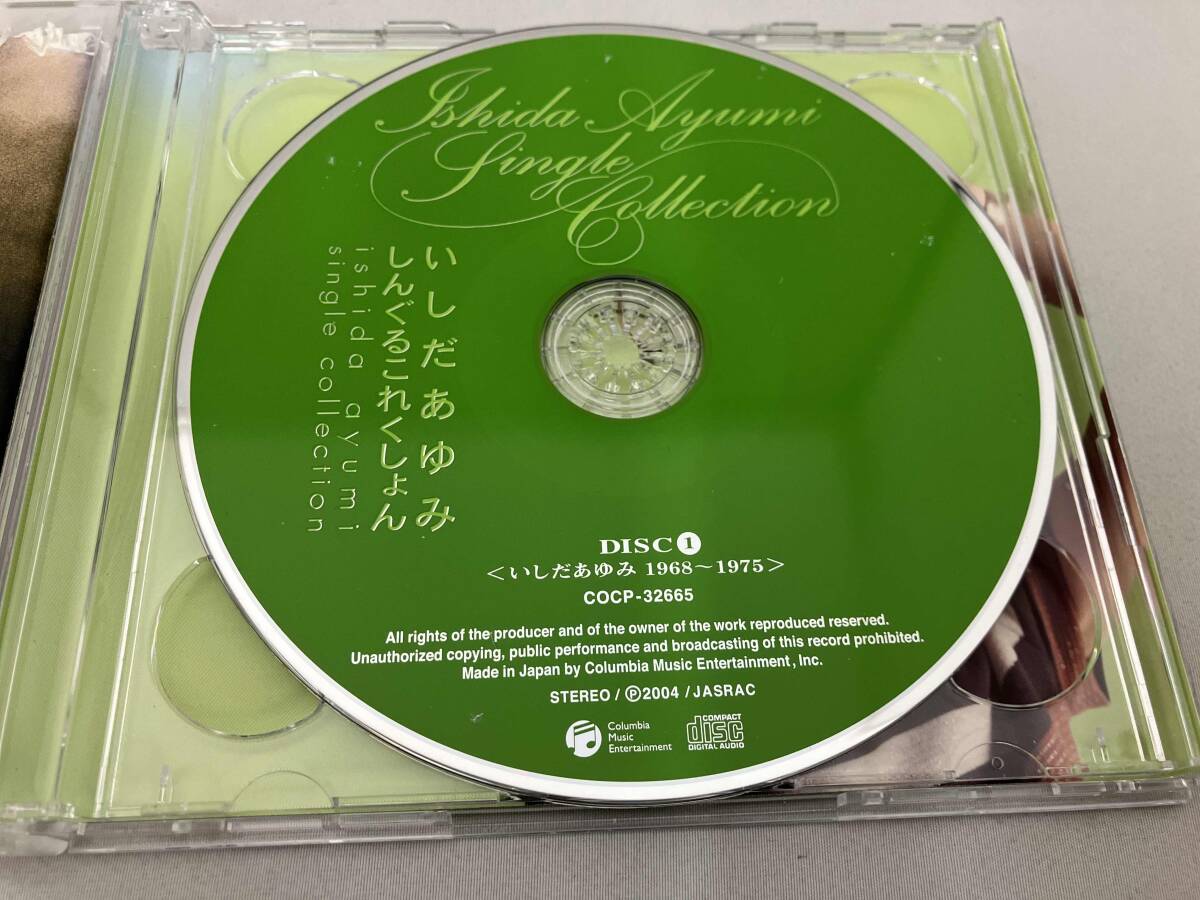 Ishida Ayumi
Single
Collection
いしだあゆみ
しんぐるこれくしょん
ishida ayumi
single collection
DISC 1
<いしだあゆみ 1968~1975>
COCP-32665
All rights of the producer and of the owner of the work reproduced reserved.
Unauthorized copying, public performance and broadcasting of this record prohibited.
Made in Japan by Columbia Music Entertainment, Inc.
STEREO / Ⓟ2004 / JASRAC
Columbia
Music
Entertainment
COMPACT
disc
DIGITAL AUDIO